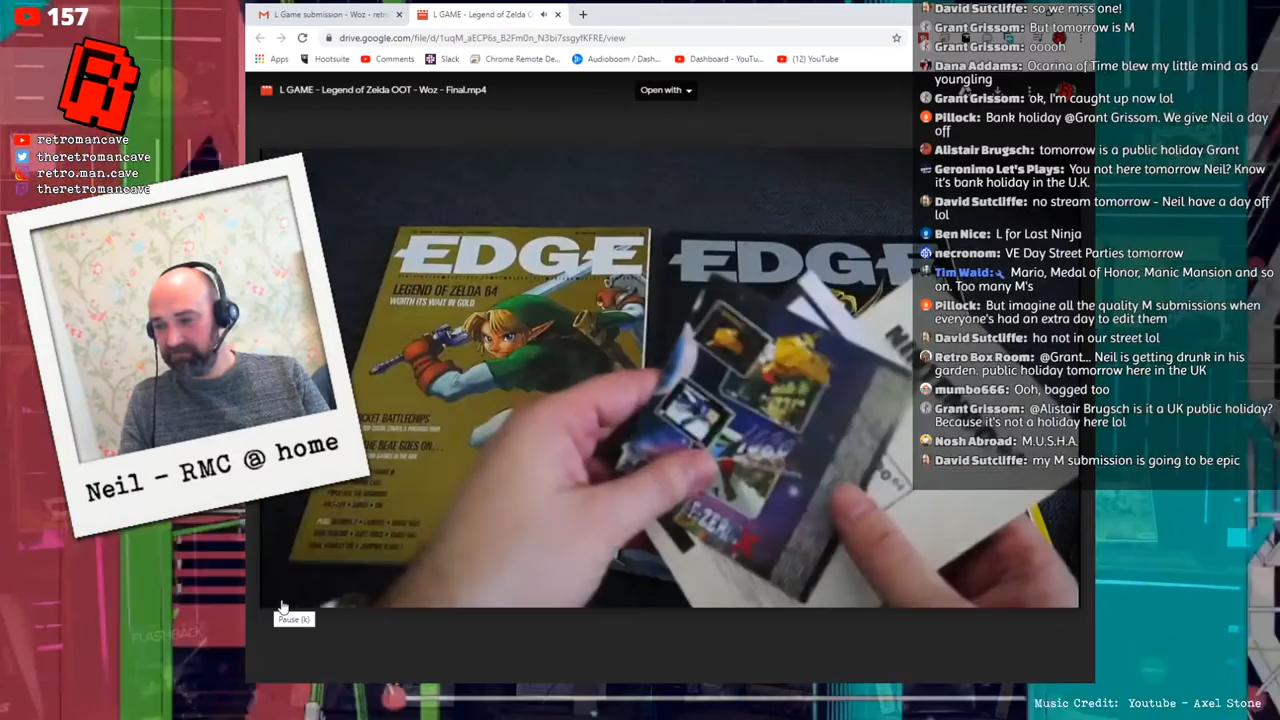 157
retromancave
theretromancave
retro.man.cave
theretromancave
Neil - RMC @ home
L Game submission - Woz - retr
L GAME - Legend of Zelda O
drive.google.com/file/d/1uqM_aECP6s_B2Fm0n_N3bi7ssgyfKFRE/view
Apps
Hootsuite
Comments
Slack
Chrome Remote De...
Audioboom / Dash...
Dashboard - YouTu...
(12) YouTube
L GAME - Legend of Zelda OOT - Woz - Final.mp4
Open with
EDGE
LEGEND OF ZELDA 64
WORTH ITS WAIT IN GOLD
POCKET BATTLECHIPS
THE BEAT GOES ON...
EDGE
F-ZERO X
Pause (k)
FLASHBACK
David Sutcliffe: so we miss one!
Grant Grissom: But tomorrow is M
Grant Grissom: ooooh
Dana Addams: Ocarina of Time blew my little mind as a
youngling
Grant Grissom: ok, I'm caught up now lol
Pillock: Bank holiday @Grant Grissom. We give Neil a day
off
Alistair Brugsch: tomorrow is a public holiday Grant
Geronimo Let's Plays: You not here tomorrow Neil? Know
it's bank holiday in the U.K.
David Sutcliffe: no stream tomorrow - Neil have a day off
lol
Ben Nice: L for Last Ninja
necronom: VE Day Street Parties tomorrow
Tim Wald: Mario, Medal of Honor, Manic Mansion and so
on. Too many M's
Pillock: But imagine all the quality M submissions when
everyone's had an extra day to edit them
David Sutcliffe: ha not in our street lol
Retro Box Room: @Grant... Neil is getting drunk in his
garden. public holiday tomorrow here in the UK
mumbo666: Ooh, bagged too
Grant Grissom: @Alistair Brugsch is it a UK public holiday?
Because it's not a holiday here lol
Nosh Abroad: M.U.S.H.A.
David Sutcliffe: my M submission is going to be epic
Music Credit: Youtube - Axel Stone